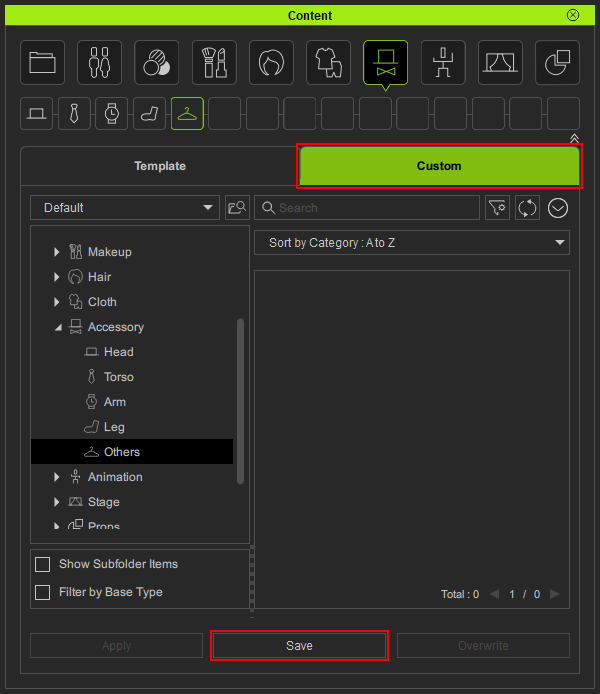 Content
Template
Custom
Default
Search
Sort by Category : A to Z
Makeup
Hair
Cloth
Accessory
Head
Torso
Arm
Leg
Others
Animation
Stage
Props
Show Subfolder Items
Filter by Base Type
Total : 0 1 / 0
Apply
Save
Overwrite